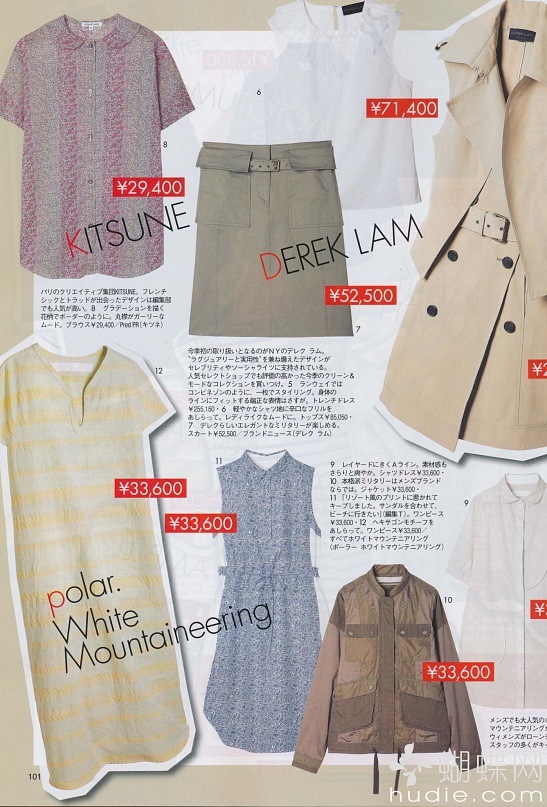 6
¥71,400
8
¥29,400
KITSUNE
DEREK LAM
¥52,500
7
パリのクリエイティブ集団KITSUNE。フレンチ
シックとトラッドが出会ったデザインは編集部
でも人気が高い。8 グラデーションを描く
花柄でボーダーのように。丸襟がガーリーな
ムード。ブラウス¥29,400/Pred PR(キツネ)
今季初の取り扱いとなるのがNYのデレク ラム。
"ラグジュアリーと実用性"を兼ね備えたデザインが
セレブリティやソーシャライツに支持されている。
人気セレクトショップでも評価の高かった今季のクリーン&
モードなコレクションを買いつけ。5 ランウェイでは
コンビネゾンのように、一枚でスタイリング。身体の
ラインにフィットする端正な表情はさすが。トレンチドレス
¥255,150・6 軽やかなシャツ地に辛口なフリルを
あしらって。レディライクなムードに。トップス¥85,050・
7 デレクらしいエレガントなミリタリーが楽しめる。
スカート¥52,500/ブランドニュース(デレク ラム)
12
¥33,600
11
¥33,600
9 レイヤードにきくAライン。素材感も
さらりと爽やか。シャツドレス¥33,600・
10 本格派ミリタリーはメンズブランド
ならでは。ジャケット¥33,600・
11 「リゾート風のプリントに惹かれて
キープしました。サンダルを合わせて、
ビーチに行きたい」(編集T)。ワンピース
¥33,600・12 ヘキサゴンモチーフを
あしらって。ワンピース¥33,600/
すべてホワイトマウンテニアリング
(ポーラー ホワイトマウンテニアリング)
9
polar.
White
Mountaineering
10
¥33,600
メンズでも大人気の
マウンテニアリングが
ウィメンズがローンチ
スタッフの多くがキ
101
蝴蝶网
hudie.com